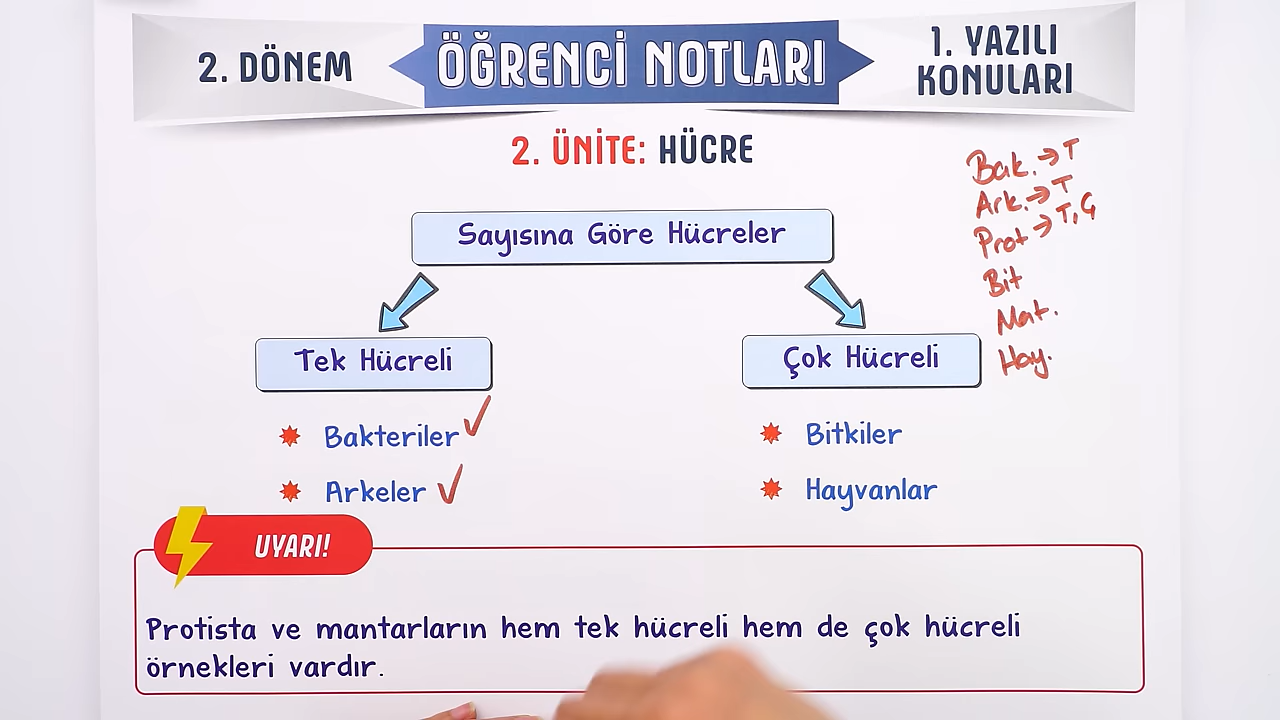 2. DÖNEM
ÖĞRENCİ NOTLARI
1. YAZILI
KONULARI
2. ÜNİTE: HÜCRE
Sayısına Göre Hücreler
Bak. → T
Ark. → T
Prot → T, Ç
Bit
Mat.
Hay.
Tek Hücreli
Çok Hücreli
Bakteriler
Bitkiler
Arkeler
Hayvanlar
UYARI!
Protista ve mantarların hem tek hücreli hem de çok hücreli
örnekleri vardır.